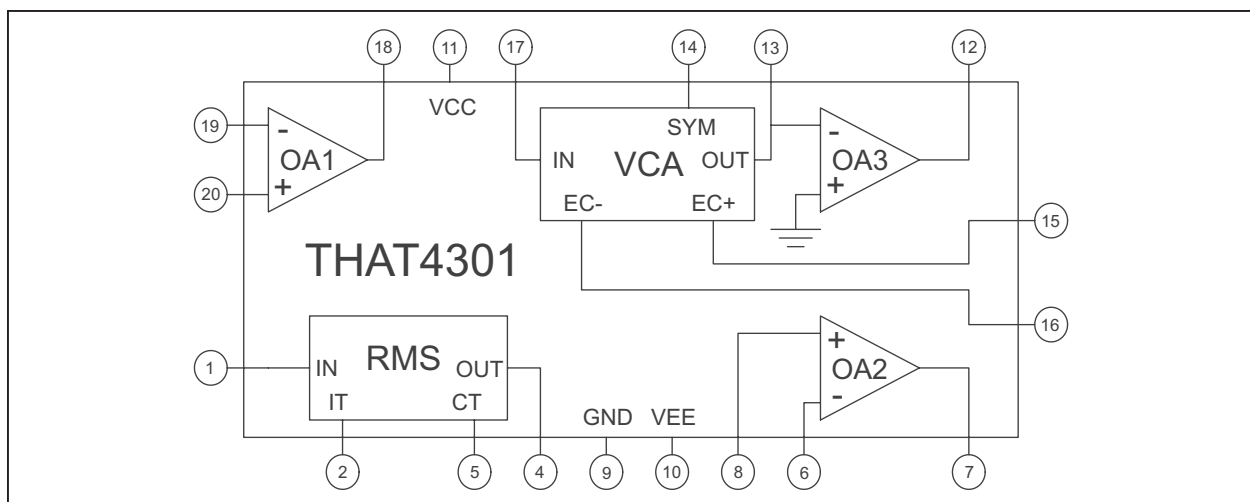 18 11 17 14 13 12
VCC
19 - OA1
20 +
SYM
IN VCA OUT
EC- EC+
- OA3
+
15
THAT4301
16
1 IN RMS OUT
IT CT
GND VEE
+ OA2
-
2 5 4 9 10 8 6 7